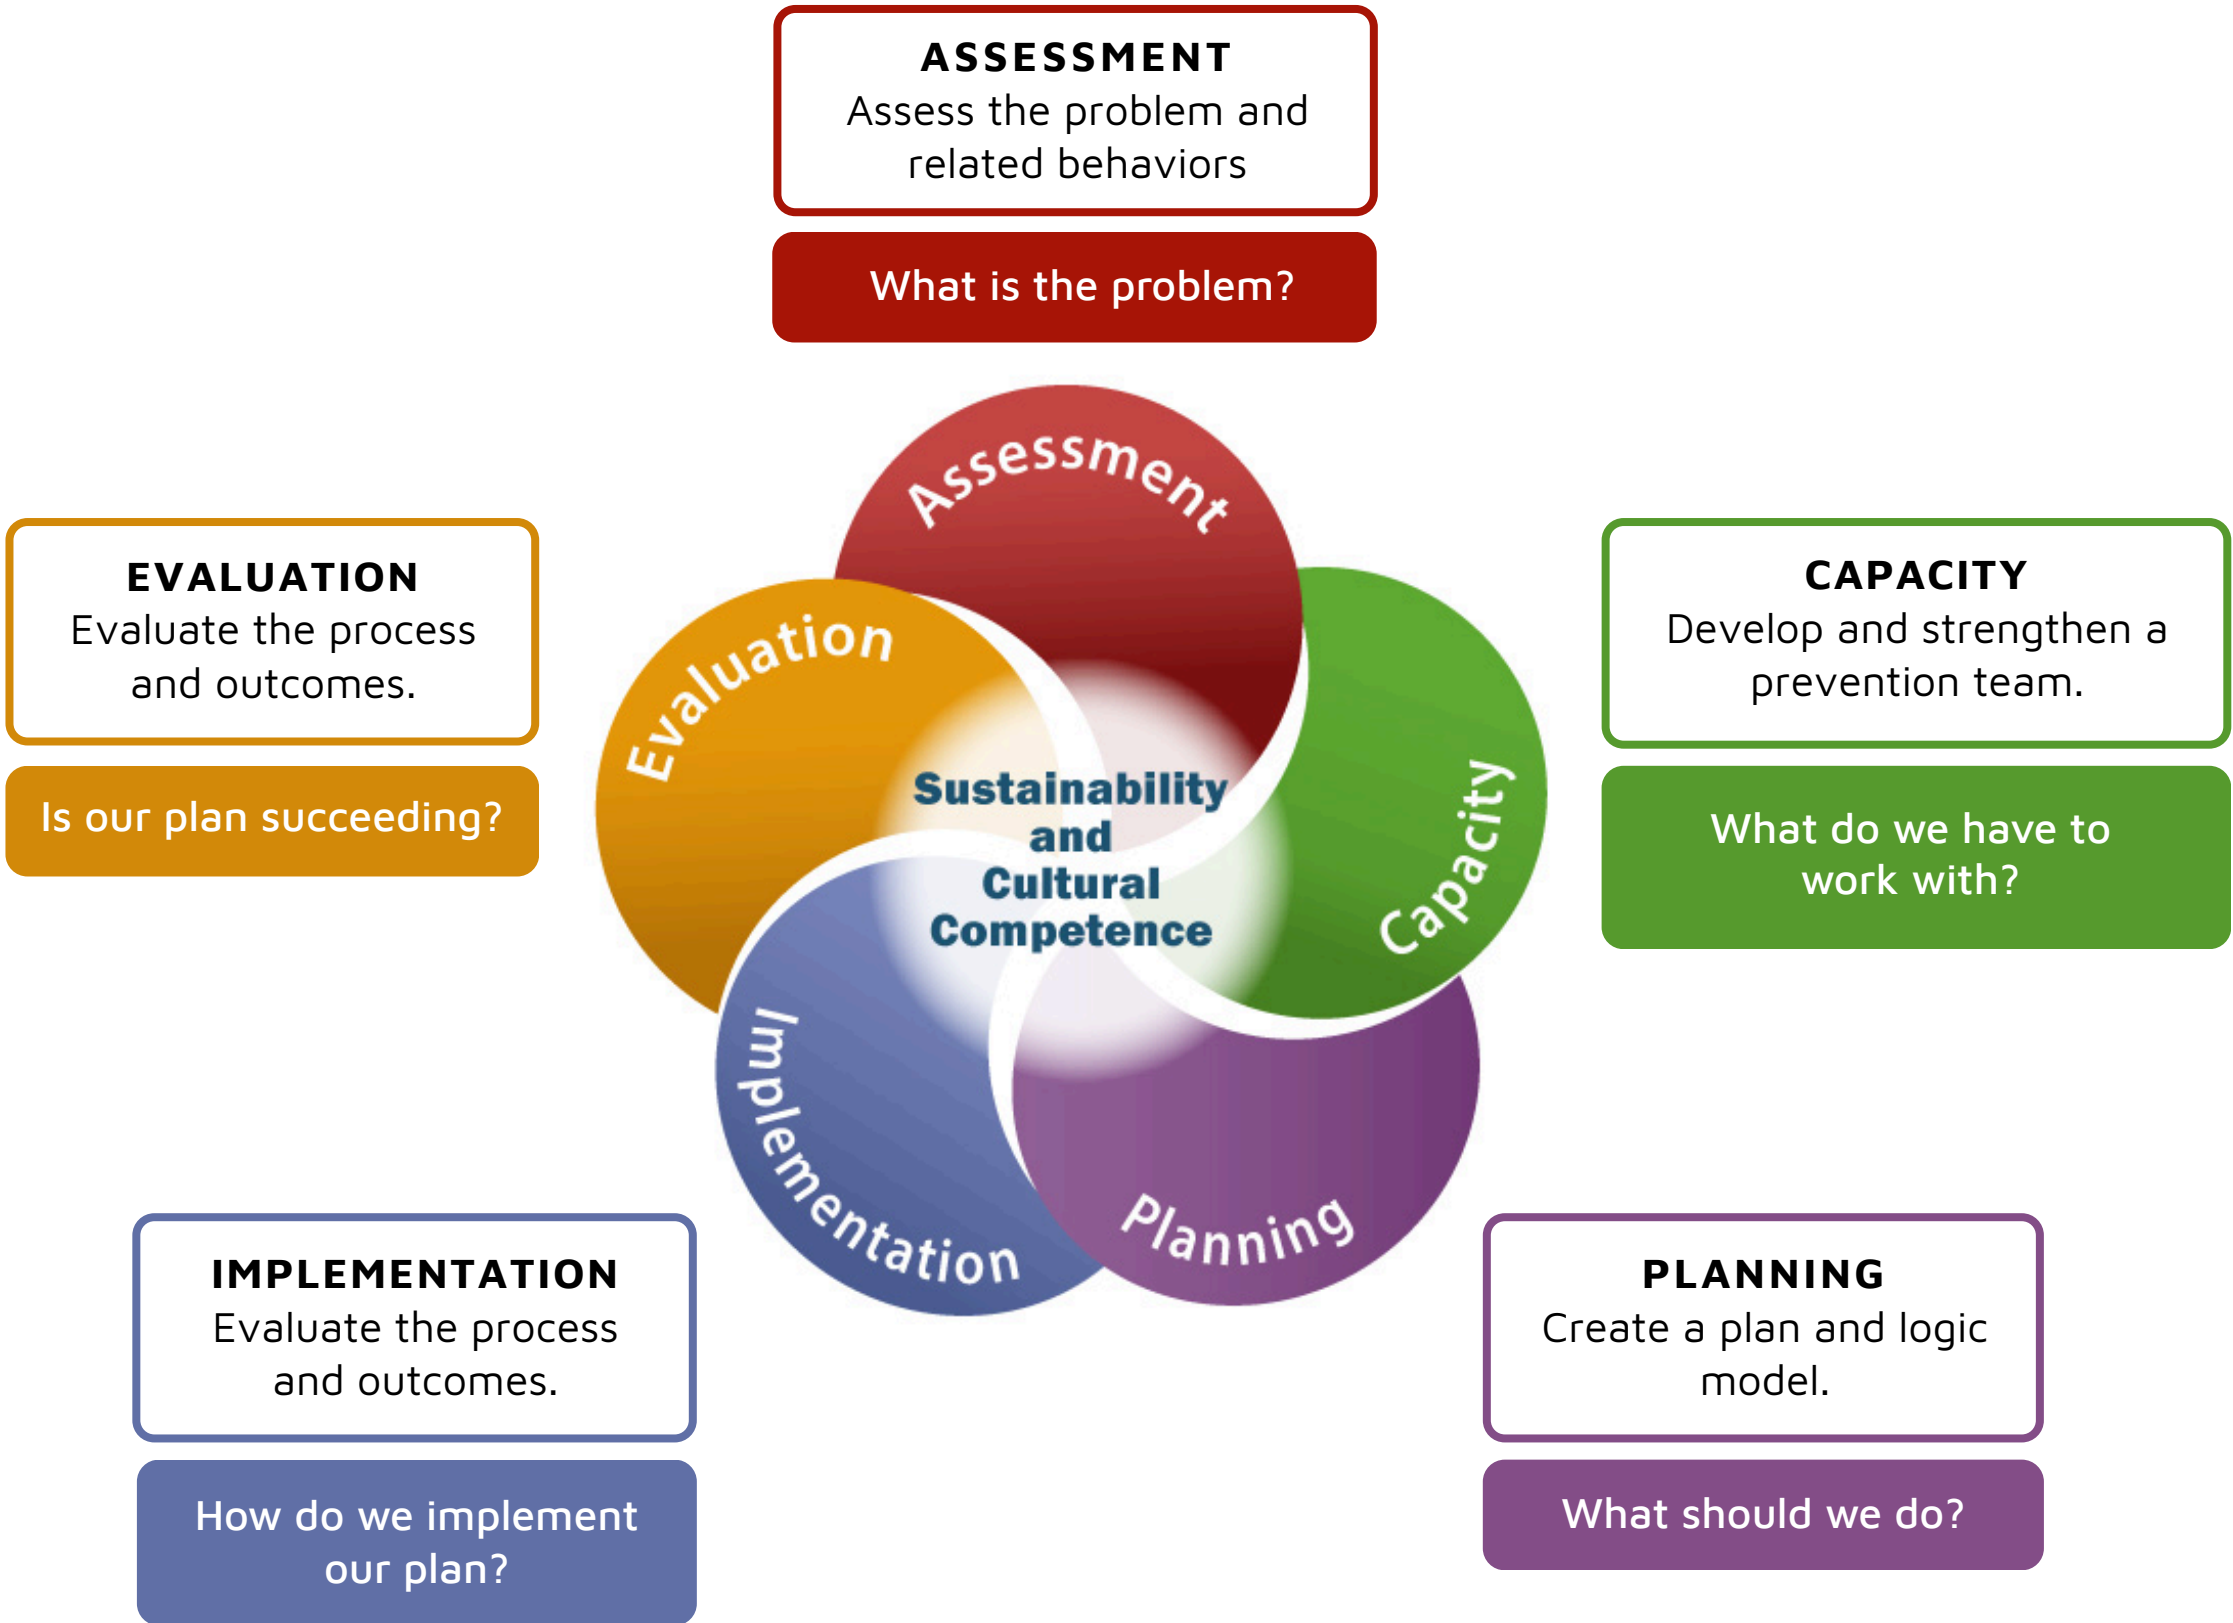 ASSESSMENT
Assess the problem and
related behaviors
What is the problem?
Assessment
EVALUATION
Evaluate the process
and outcomes.
Is our plan succeeding?
Evaluation
Sustainability
and
Cultural
Competence
Capacity
CAPACITY
Develop and strengthen a
prevention team.
What do we have to
work with?
Implementation
Planning
IMPLEMENTATION
Evaluate the process
and outcomes.
How do we implement
our plan?
PLANNING
Create a plan and logic
model.
What should we do?